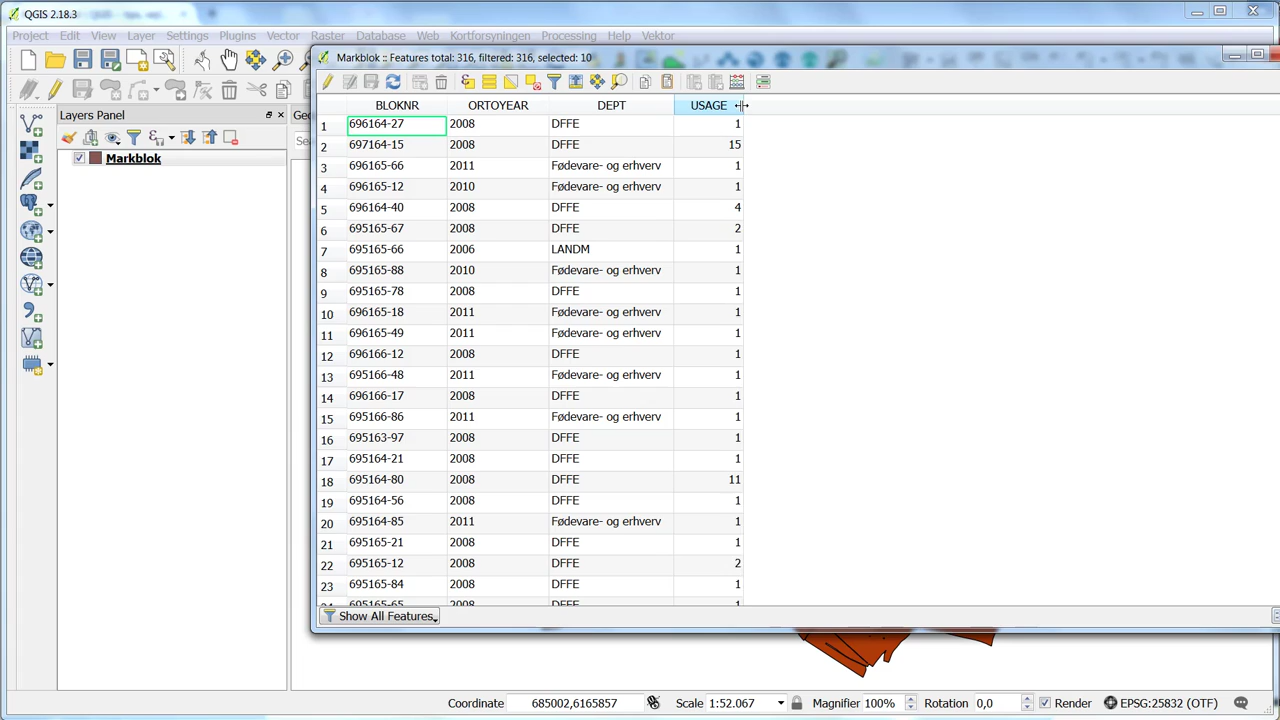 QGIS 2.18.3
Project Edit View Layer Settings Plugins Vector Raster Database Web Kortforsyningen Processing Help Vektor
Markblok :: Features total: 316, filtered: 316, selected: 10
Layers Panel
Markblok
BLOKNR ORTOYEAR DEPT USAGE
1 696164-27 2008 DFFE 1
2 697164-15 2008 DFFE 15
3 696165-66 2011 Fødevare- og erhverv 1
4 696165-12 2010 Fødevare- og erhverv 1
5 696164-40 2008 DFFE 4
6 695165-67 2008 DFFE 2
7 695165-66 2006 LANDM 1
8 695165-88 2010 Fødevare- og erhverv 1
9 695165-78 2008 DFFE 1
10 696165-18 2011 Fødevare- og erhverv 1
11 696165-49 2011 Fødevare- og erhverv 1
12 696166-12 2008 DFFE 1
13 696166-48 2011 Fødevare- og erhverv 1
14 696166-17 2008 DFFE 1
15 695166-86 2011 Fødevare- og erhverv 1
16 695163-97 2008 DFFE 1
17 695164-21 2008 DFFE 1
18 695164-80 2008 DFFE 11
19 695164-56 2008 DFFE 1
20 695164-85 2011 Fødevare- og erhverv 1
21 695165-21 2008 DFFE 1
22 695165-12 2008 DFFE 2
23 695165-84 2008 DFFE 1
24 695165-65 2008 DFFE 1
Show All Features
Coordinate 685002,6165857 Scale 1:52.067 Magnifier 100% Rotation 0,0 Render EPSG:25832 (OTF)